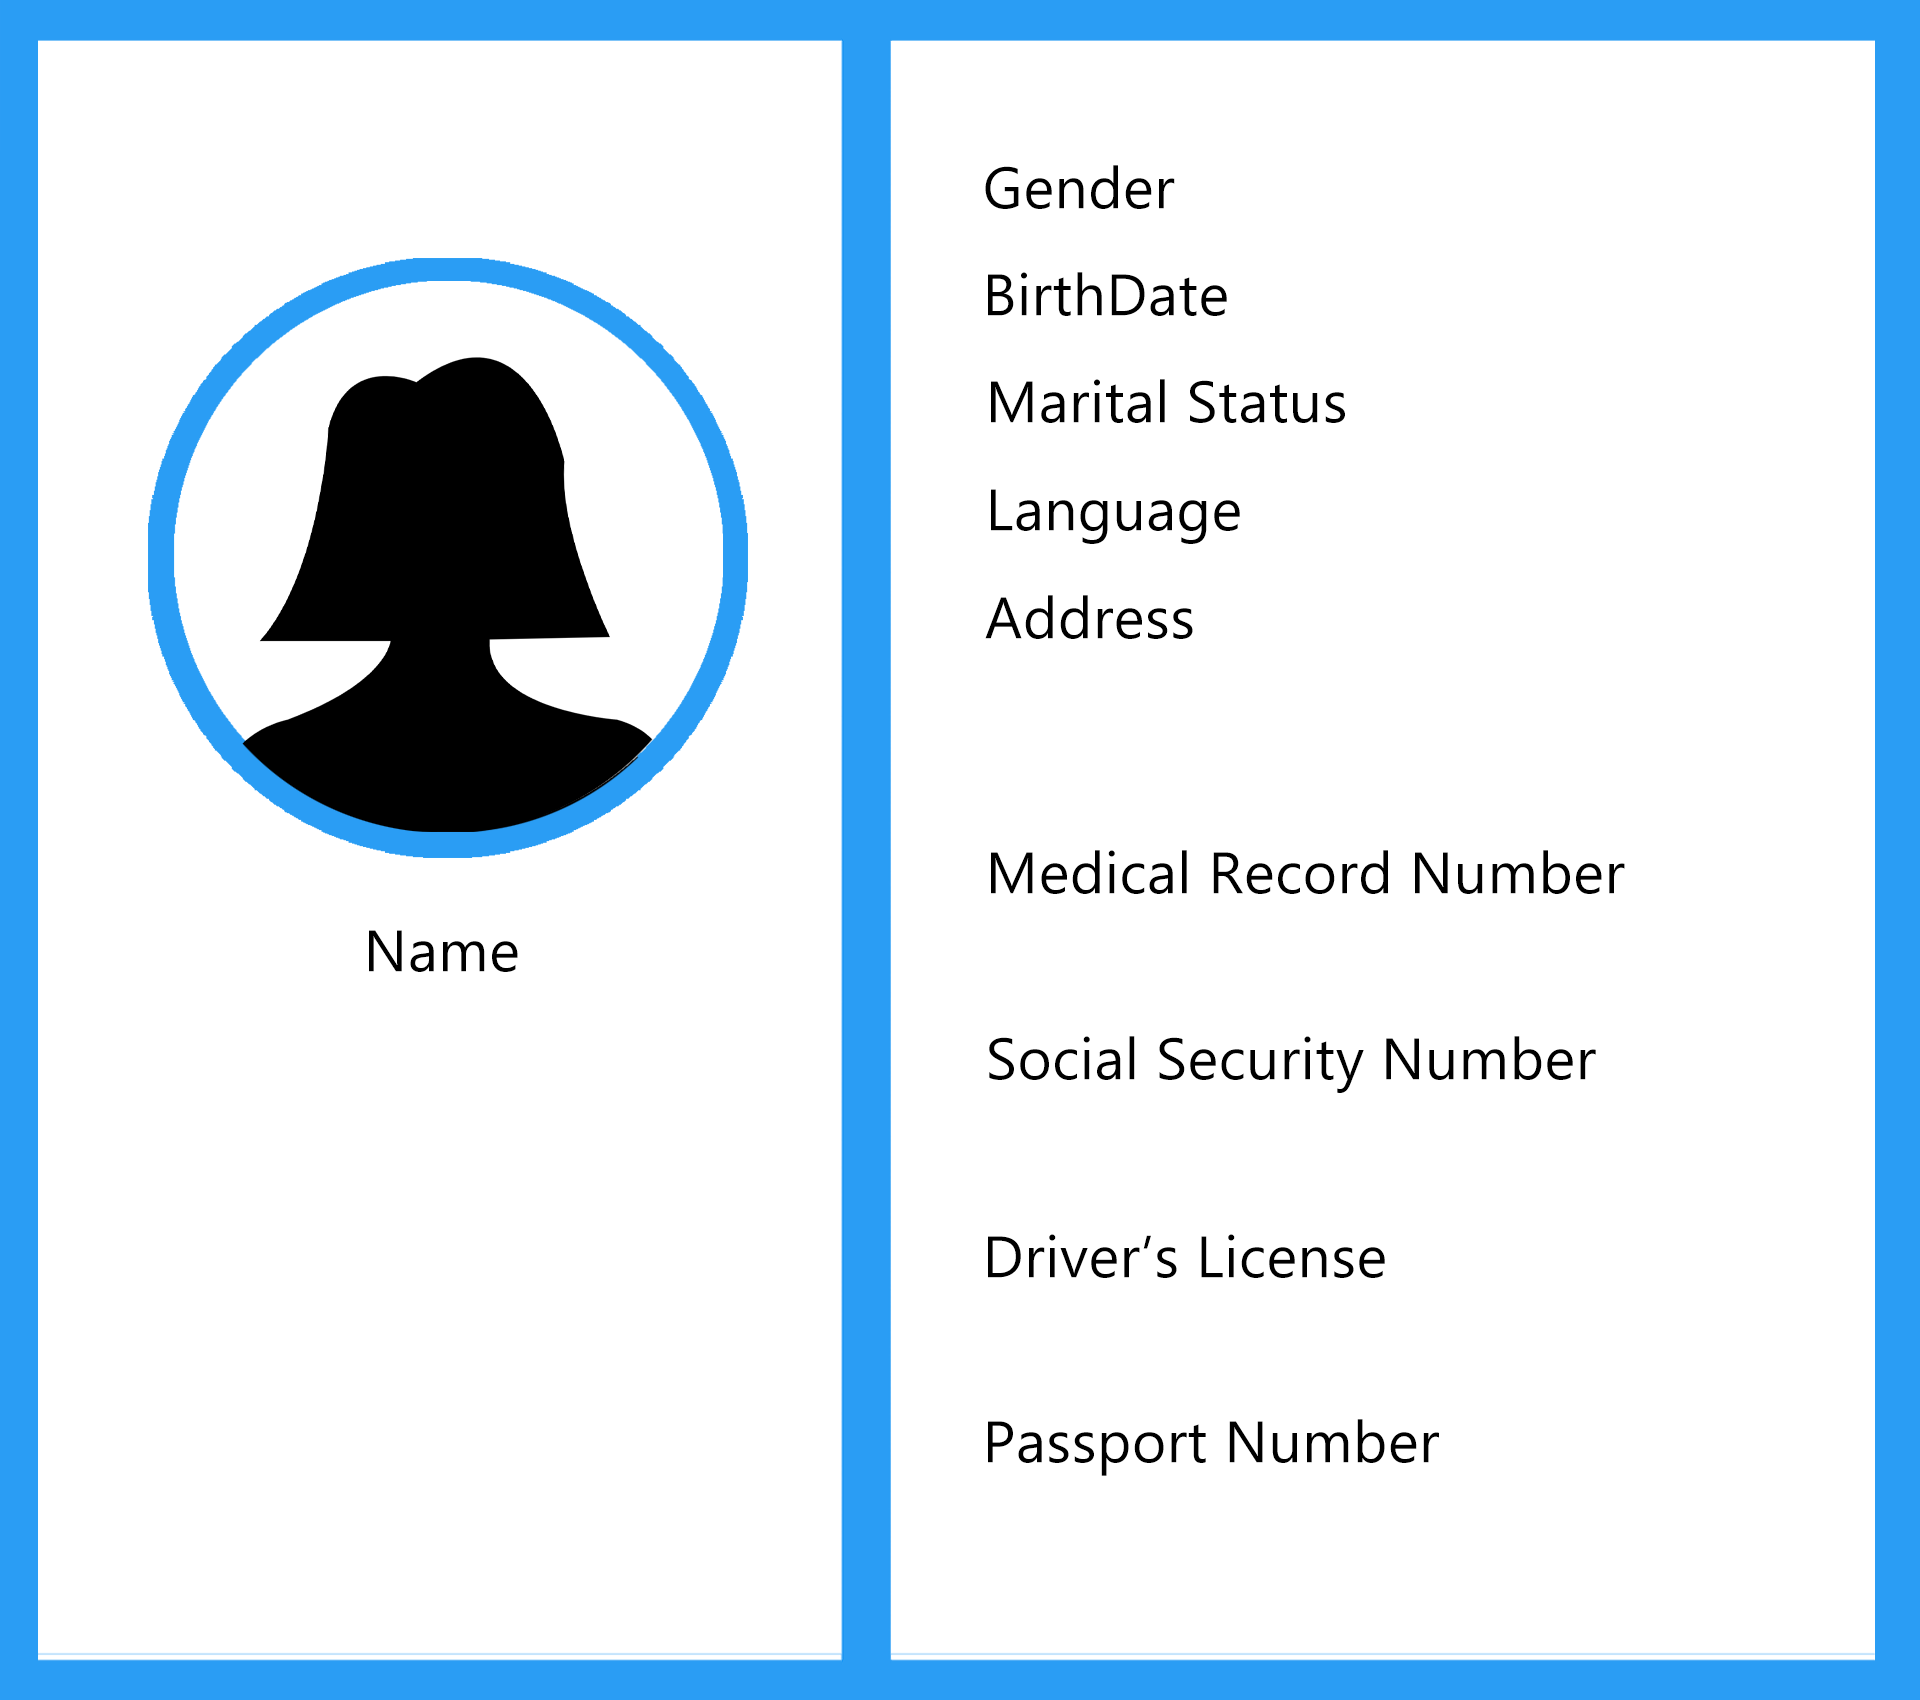 Name
Gender
BirthDate
Marital Status
Language
Address
Medical Record Number
Social Security Number
Driver’s License
Passport Number